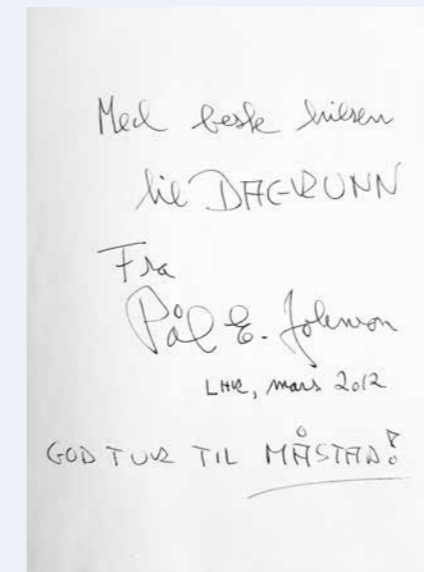 Med beste hilsen
til DAGRUNN
Fra
Pål E. Johnson
LHR, mars 2012
GOD TUR TIL MÅSTAD!